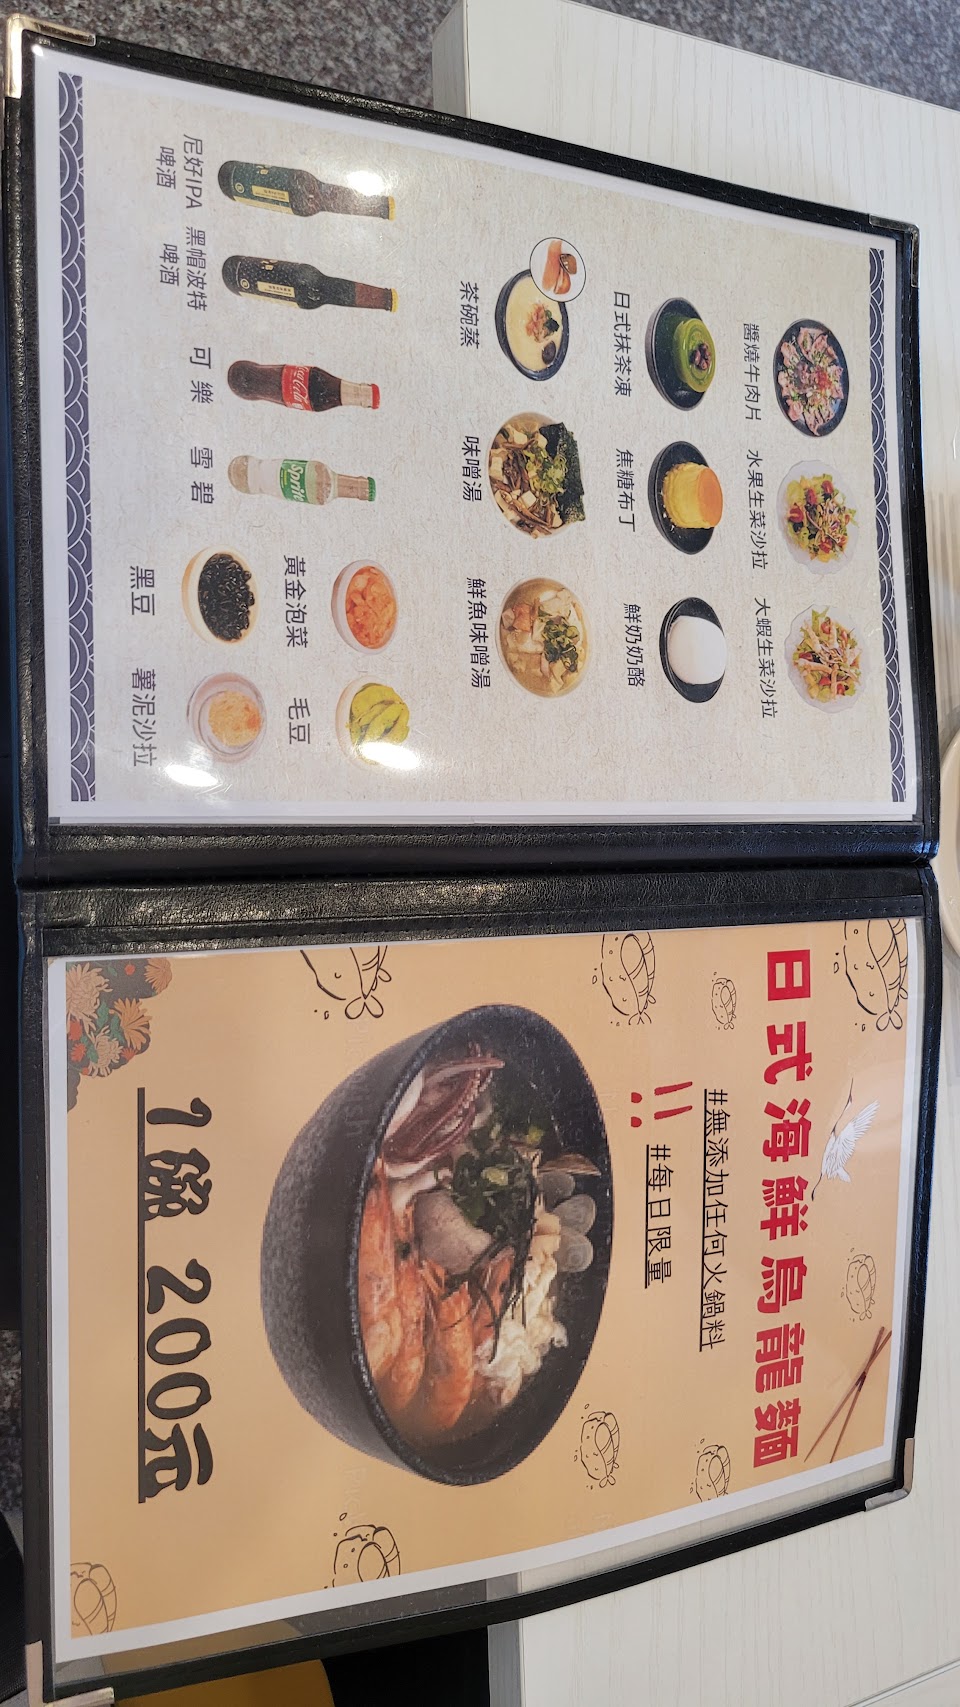 醬燒牛肉片
水果生菜沙拉
大蝦生菜沙拉
日式抹茶凍
焦糖布丁
鮮奶奶酪
茶碗蒸
味噌湯
鮮魚味噌湯
尼好IPA
啤酒
黑帽波特
啤酒
可樂
雪碧
黃金泡菜
毛豆
黑豆
薯泥沙拉
Coca-Cola
Sprite
日式海鮮烏龍麵
#無添加任何火鍋料
#每日限量
!!
1碗 200元